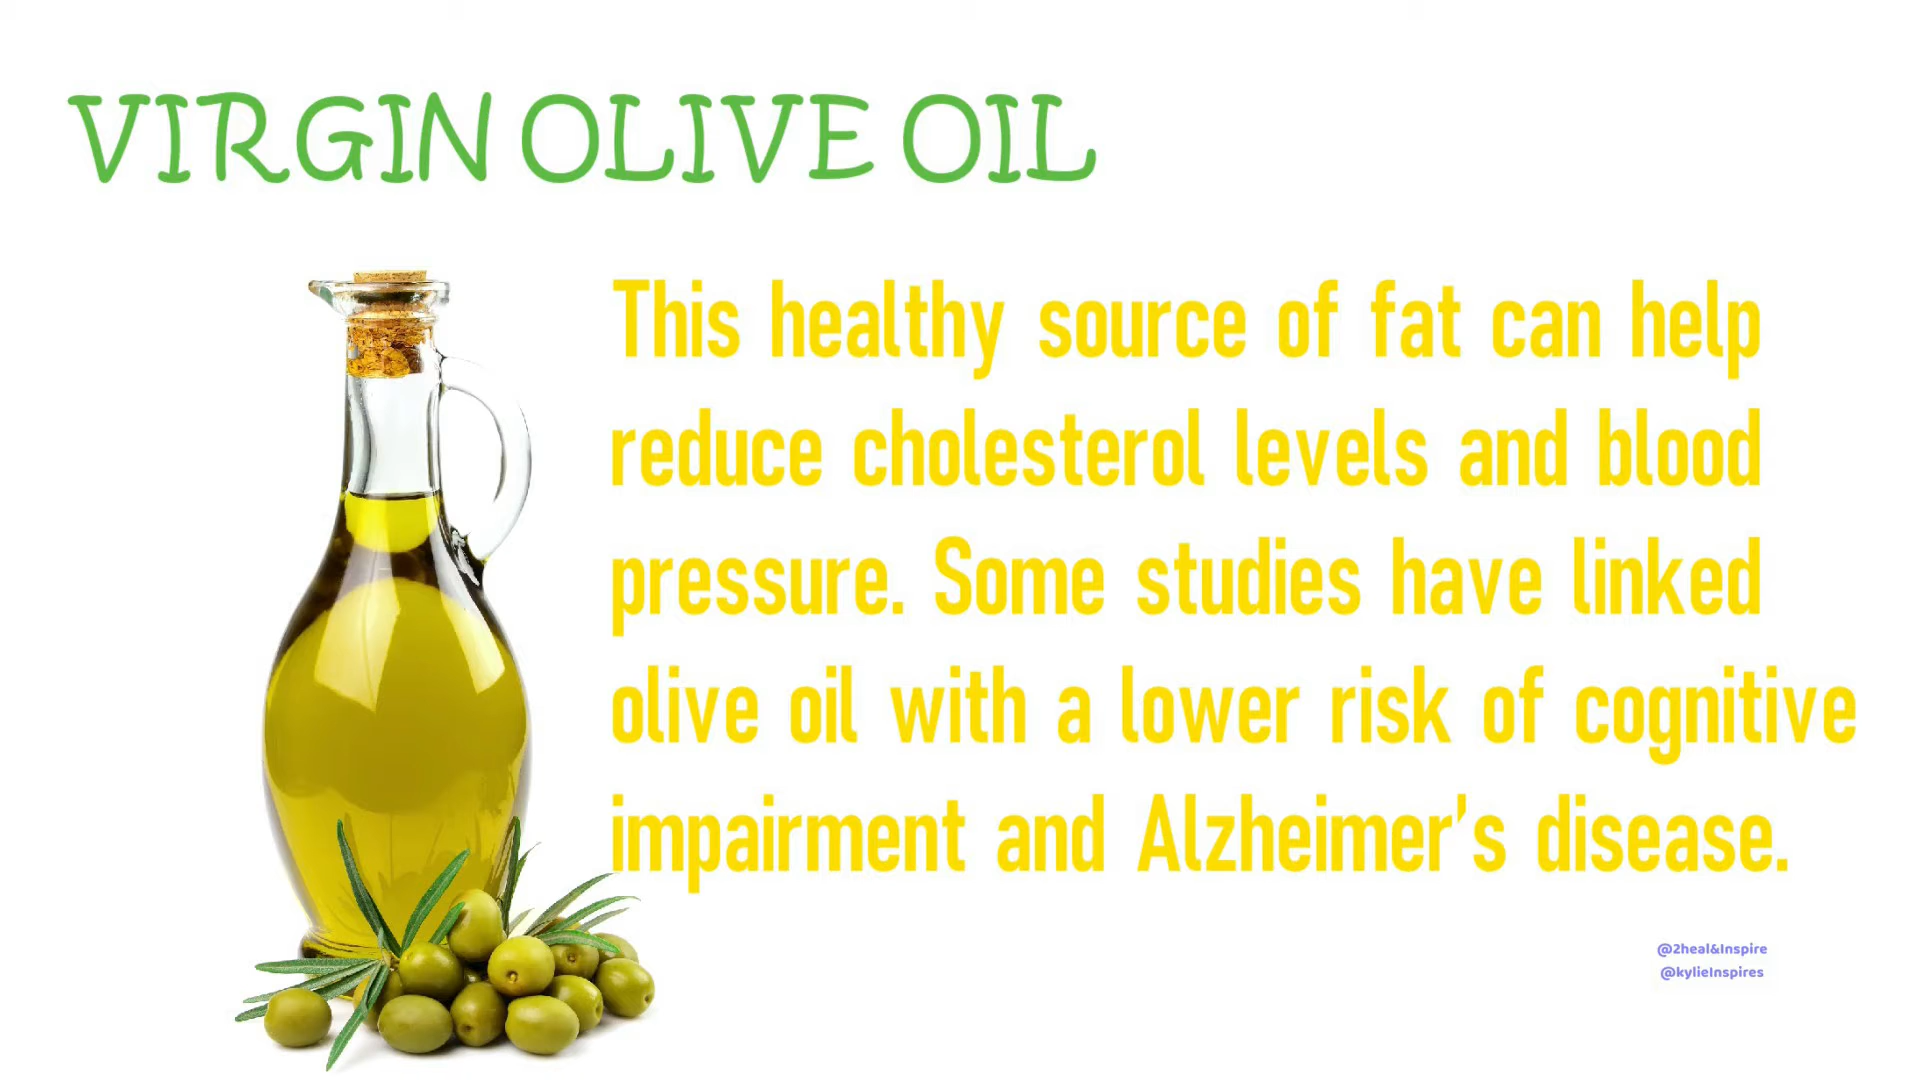 VIRGIN OLIVE OIL
This healthy source of fat can help
reduce cholesterol levels and blood
pressure. Some studies have linked
olive oil with a lower risk of cognitive
impairment and Alzheimer's disease.
@2heal&Inspire
@kylieInspires